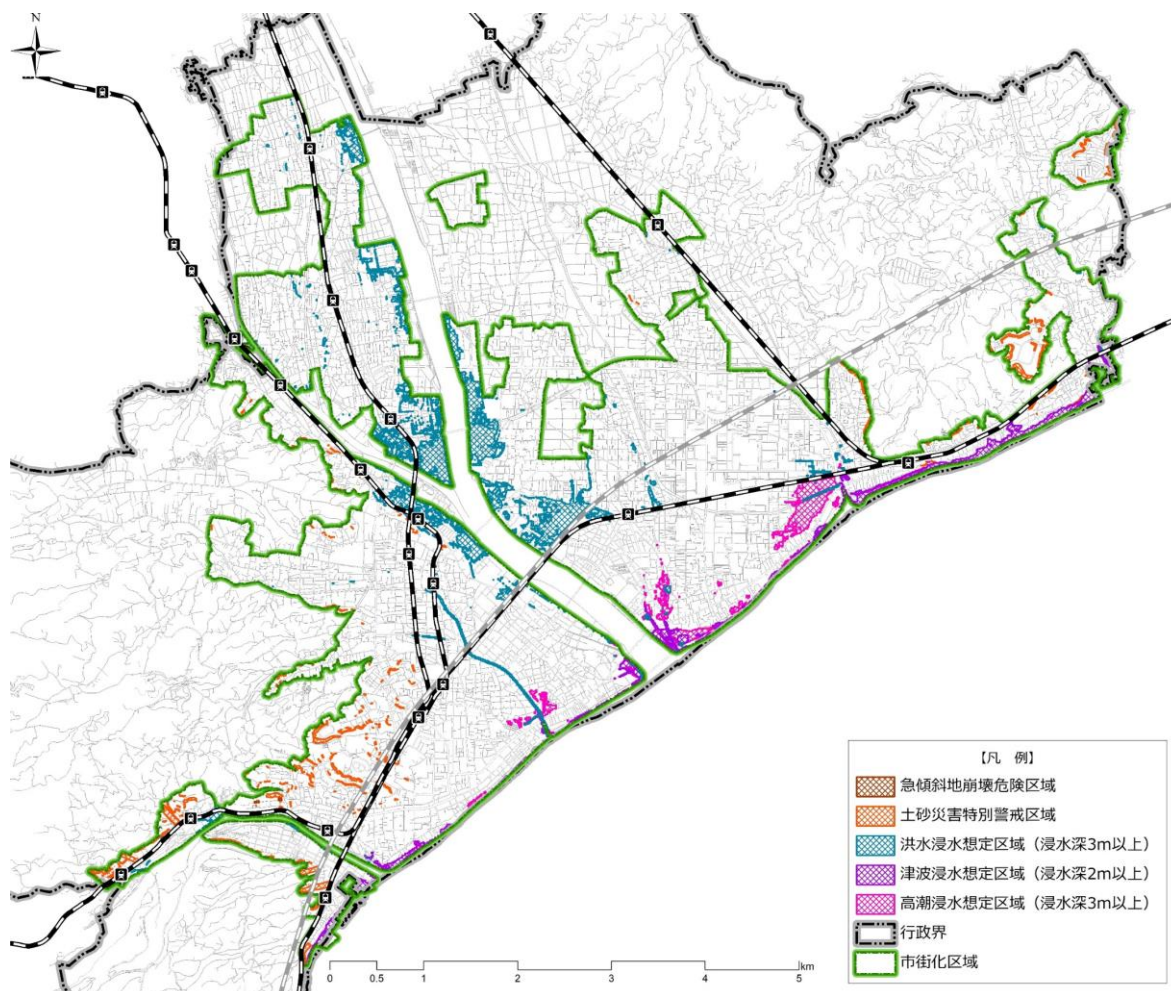 N
【凡 例】
急傾斜地崩壊危険区域
土砂災害特別警戒区域
洪水浸水想定区域（浸水深3m以上）
津波浸水想定区域（浸水深2m以上）
高潮浸水想定区域（浸水深3m以上）
行政界
市街化区域
km
0 0.5 1 2 3 4 5